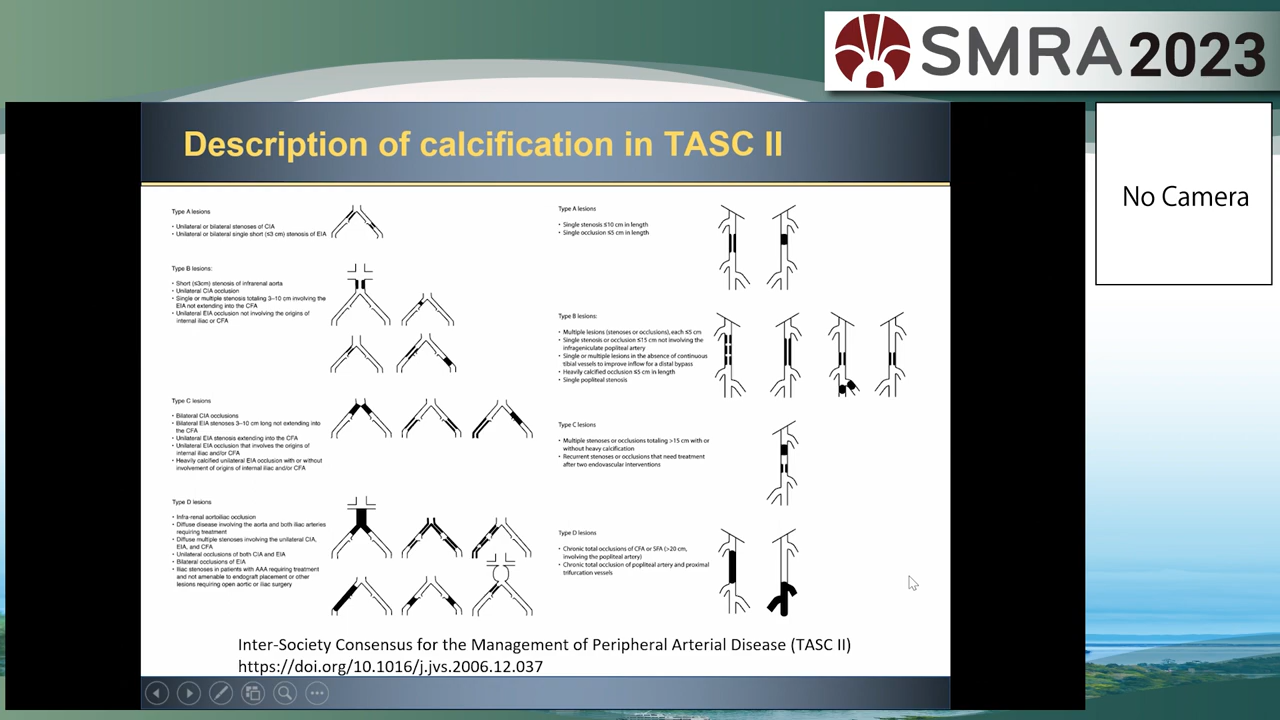 SMRA 2023
No Camera
Description of calcification in TASC II
Type A lesions
• Unilateral or bilateral stenoses of CIA
• Unilateral or bilateral single short (≤3 cm) stenosis of EIA
Type B lesions:
• Short (≤3cm) stenosis of infrarenal aorta
• Unilateral CIA occlusion
• Single or multiple stenosis totaling 3–10 cm involving the
EIA not extending into the CFA
• Unilateral EIA occlusion not involving the origins of
internal iliac or CFA
Type C lesions
• Bilateral CIA occlusions
• Bilateral EIA stenoses 3–10 cm long not extending into
the CFA
• Unilateral EIA stenosis extending into the CFA
• Unilateral EIA occlusion that involves the origins of
internal iliac and/or CFA
• Heavily calcified unilateral EIA occlusion with or without
involvement of origins of internal iliac and/or CFA
Type D lesions
• Infra-renal aortoiliac occlusion
• Diffuse disease involving the aorta and both iliac arteries
requiring treatment
• Diffuse multiple stenoses involving the unilateral CIA,
EIA, and CFA
• Unilateral occlusions of both CIA and EIA
• Bilateral occlusions of EIA
• Iliac stenoses in patients with AAA requiring treatment
and not amenable to endograft placement or other
lesions requiring open aortic or iliac surgery
Type A lesions
• Single stenosis ≤10 cm in length
• Single occlusion ≤5 cm in length
Type B lesions:
• Multiple lesions (stenoses or occlusions), each ≤5 cm
• Single stenosis or occlusion ≤15 cm not involving the
infrageniculate popliteal artery
• Single or multiple lesions in the absence of continuous
tibial vessels to improve inflow for a distal bypass
• Heavily calcified occlusion ≤5 cm in length
• Single popliteal stenosis
Type C lesions
• Multiple stenoses or occlusions totaling >15 cm with or
without heavy calcification
• Recurrent stenoses or occlusions that need treatment
after two endovascular interventions
Type D lesions
• Chronic total occlusions of CFA or SFA (>20 cm,
involving the popliteal artery)
• Chronic total occlusion of popliteal artery and proximal
trifurcation vessels
Inter-Society Consensus for the Management of Peripheral Arterial Disease (TASC II)
https://doi.org/10.1016/j.jvs.2006.12.037